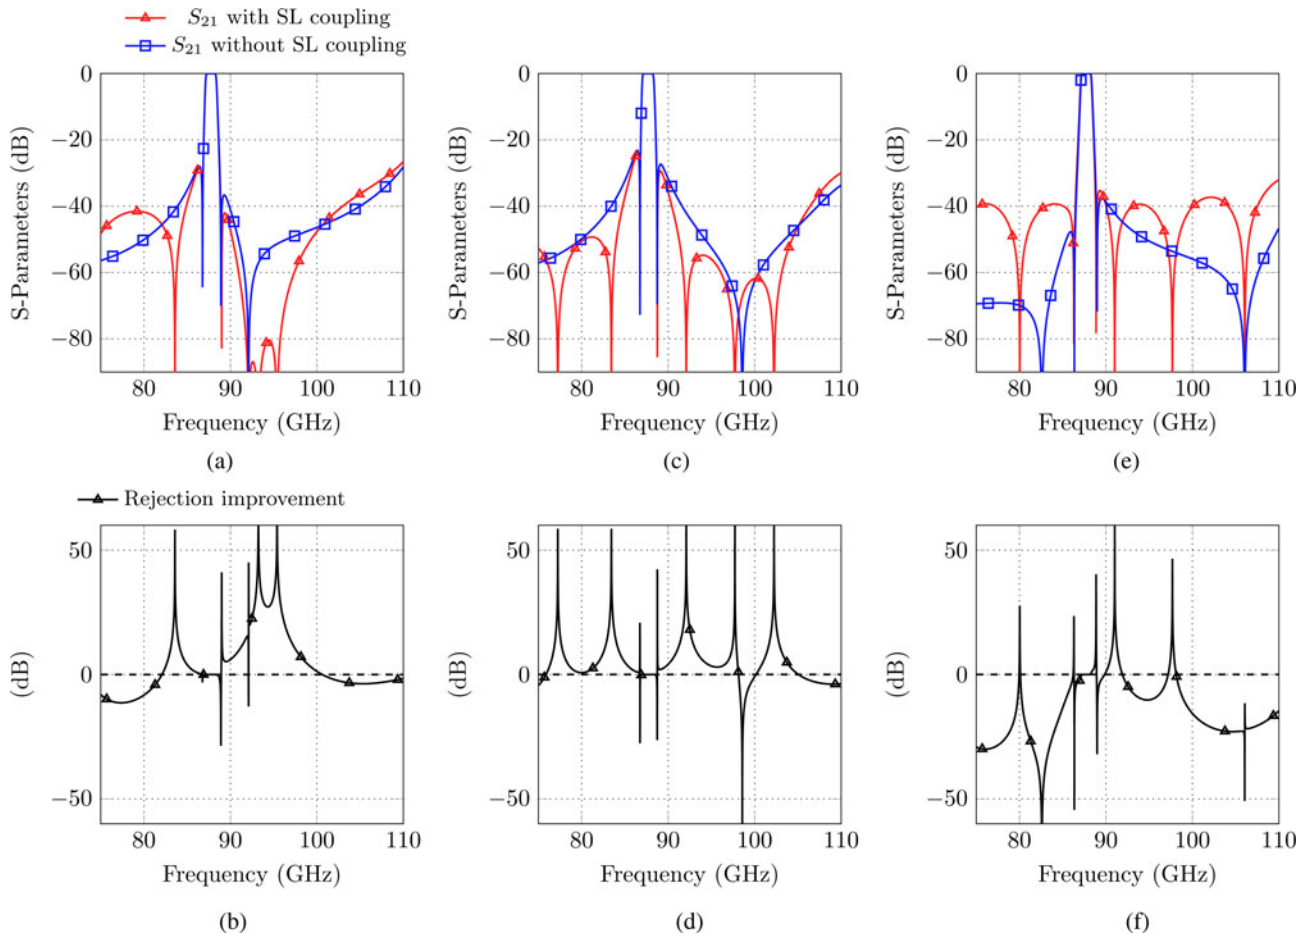 S21 with SL coupling
S21 without SL coupling
0
−20
−40
−60
−80
S-Parameters (dB)
80 90 100 110
Frequency (GHz)
(a)
0
−20
−40
−60
−80
S-Parameters (dB)
80 90 100 110
Frequency (GHz)
(c)
0
−20
−40
−60
−80
S-Parameters (dB)
80 90 100 110
Frequency (GHz)
(e)
Rejection improvement
50
0
−50
(dB)
80 90 100 110
Frequency (GHz)
(b)
50
0
−50
(dB)
80 90 100 110
Frequency (GHz)
(d)
50
0
−50
(dB)
80 90 100 110
Frequency (GHz)
(f)